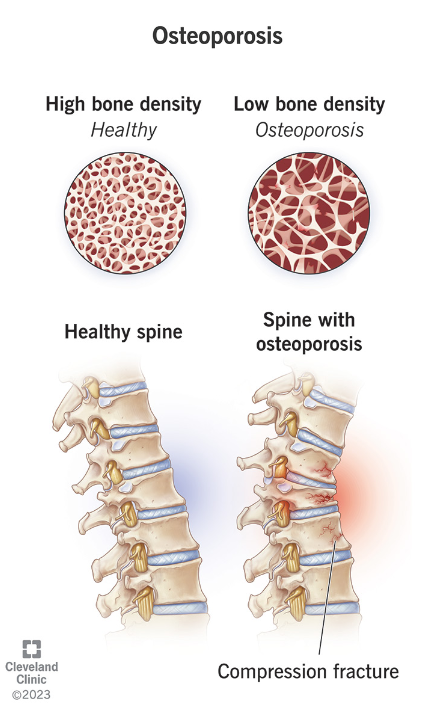 Osteoporosis
High bone density
Healthy
Low bone density
Osteoporosis
Healthy spine
Spine with
osteoporosis
Compression fracture
Cleveland
Clinic
©2023